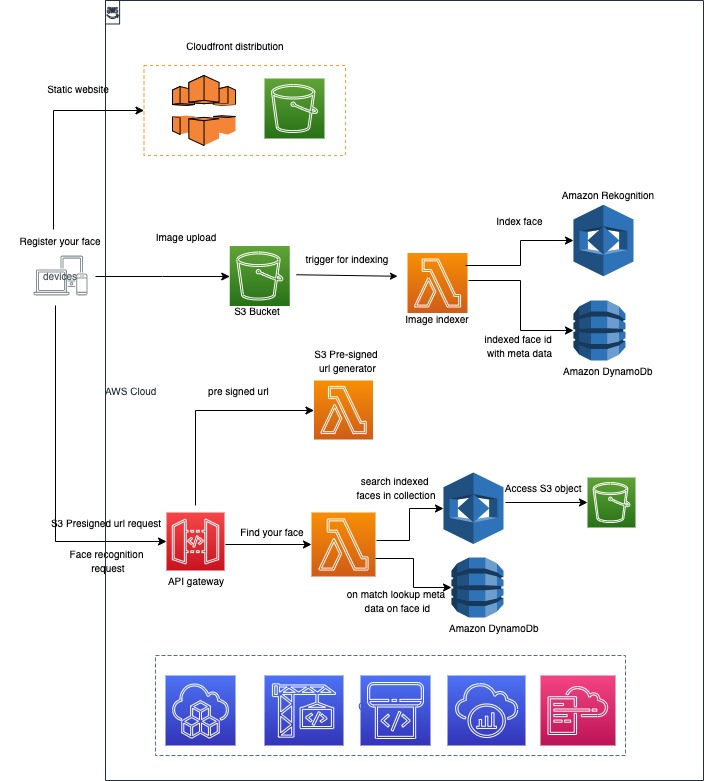 aws
Cloudfront distribution
Static website
Amazon Rekognition
Index face
Register your face
Image upload
trigger for indexing
devices
S3 Bucket
Image indexer
indexed face id
with meta data
Amazon DynamoDb
S3 Pre-signed
url generator
AWS Cloud
pre signed url
search indexed
faces in collection
Access S3 object
S3 Presigned url request
Find your face
Face recognition
request
API gateway
on match lookup meta
data on face id
Amazon DynamoDb